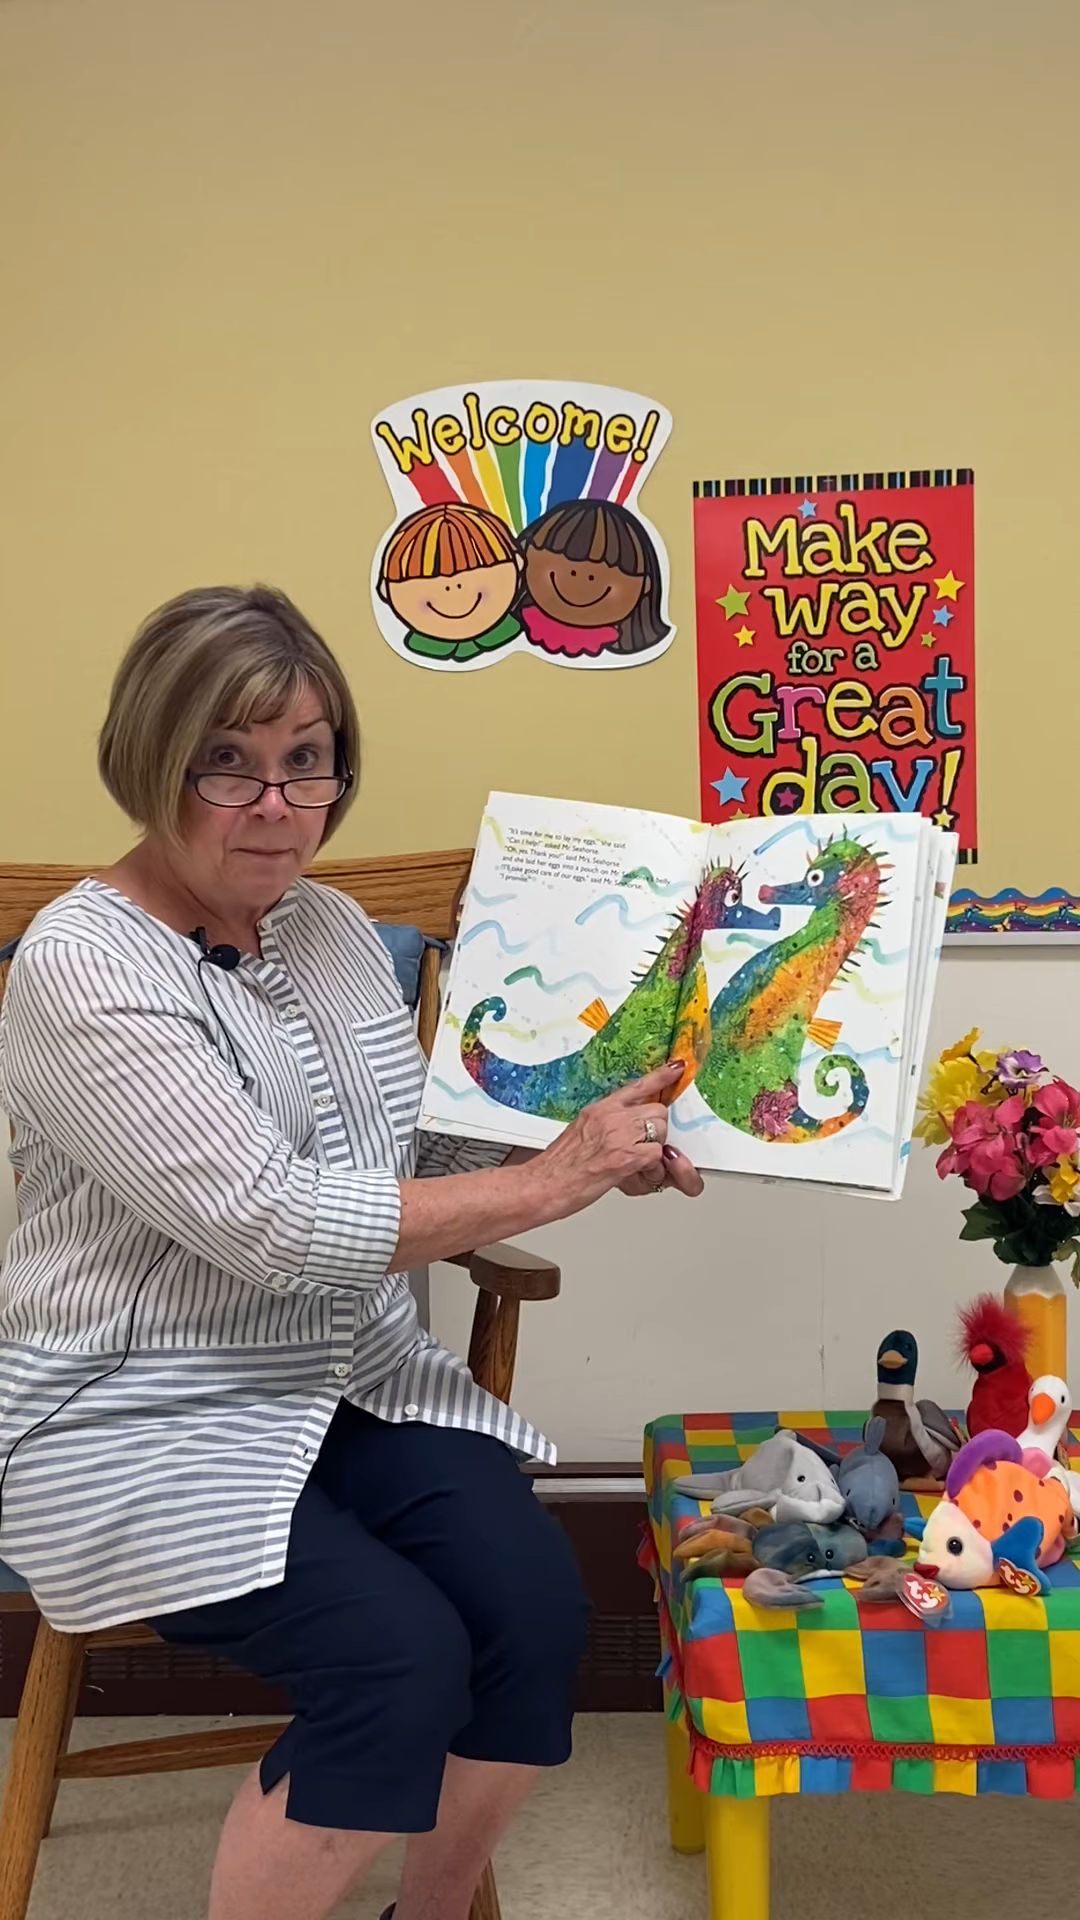 Welcome!
Make
way
for a
Great
day!
"It's time for me to lay my eggs," she said.
"Can I help?" asked Mr. Seahorse.
"Oh, yes. Thank you!" said Mrs. Seahorse
and she laid her eggs into a pouch on Mr. Seahorse's belly.
"I'll take good care of our eggs," said Mr. Seahorse.
"I promise."
ty
ty